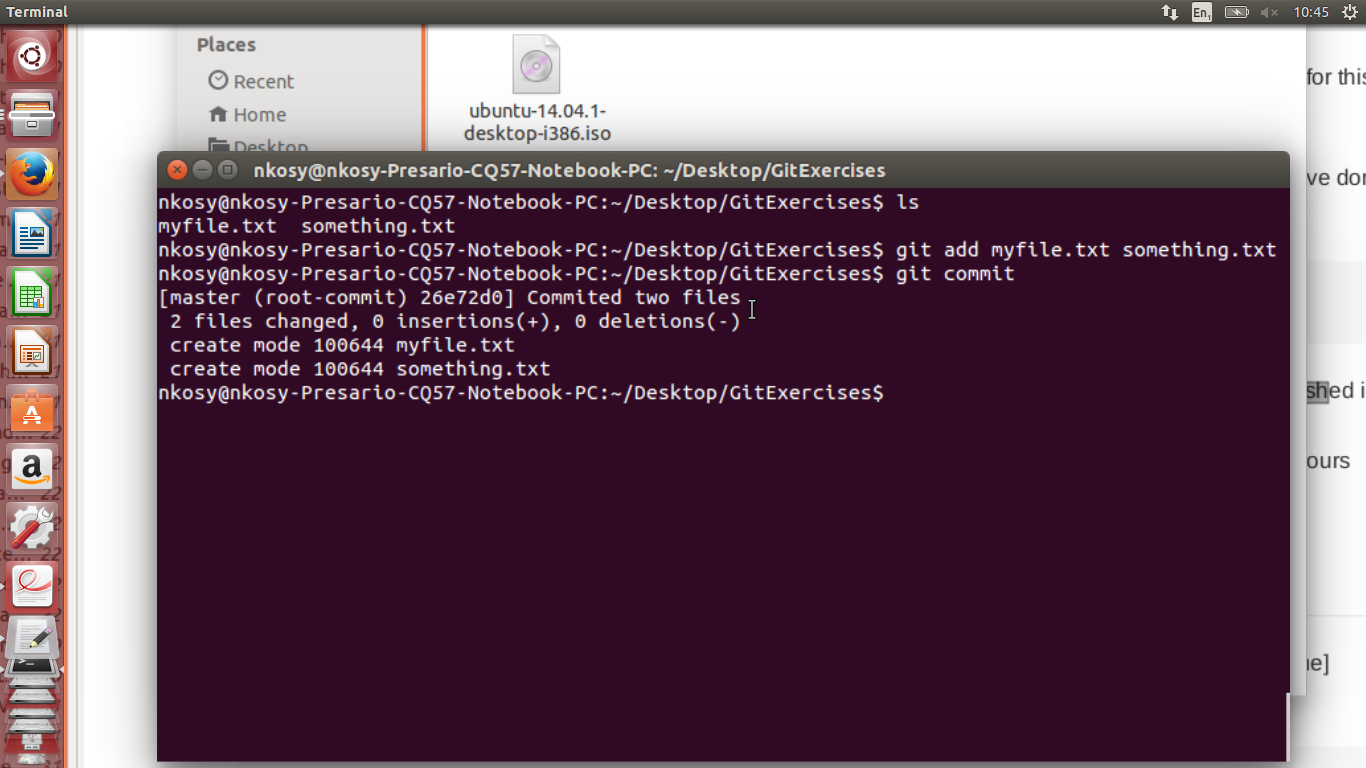 Terminal
En1
10:45
Places
Recent
Home
Desktop
ubuntu-14.04.1-
desktop-i386.iso
for this
ve dor
shed i
ours
ne]
nkosy@nkosy-Presario-CQ57-Notebook-PC: ~/Desktop/GitExercises
nkosy@nkosy-Presario-CQ57-Notebook-PC:~/Desktop/GitExercises$ ls
myfile.txt  something.txt
nkosy@nkosy-Presario-CQ57-Notebook-PC:~/Desktop/GitExercises$ git add myfile.txt something.txt
nkosy@nkosy-Presario-CQ57-Notebook-PC:~/Desktop/GitExercises$ git commit
[master (root-commit) 26e72d0] Commited two files
 2 files changed, 0 insertions(+), 0 deletions(-)
 create mode 100644 myfile.txt
 create mode 100644 something.txt
nkosy@nkosy-Presario-CQ57-Notebook-PC:~/Desktop/GitExercises$